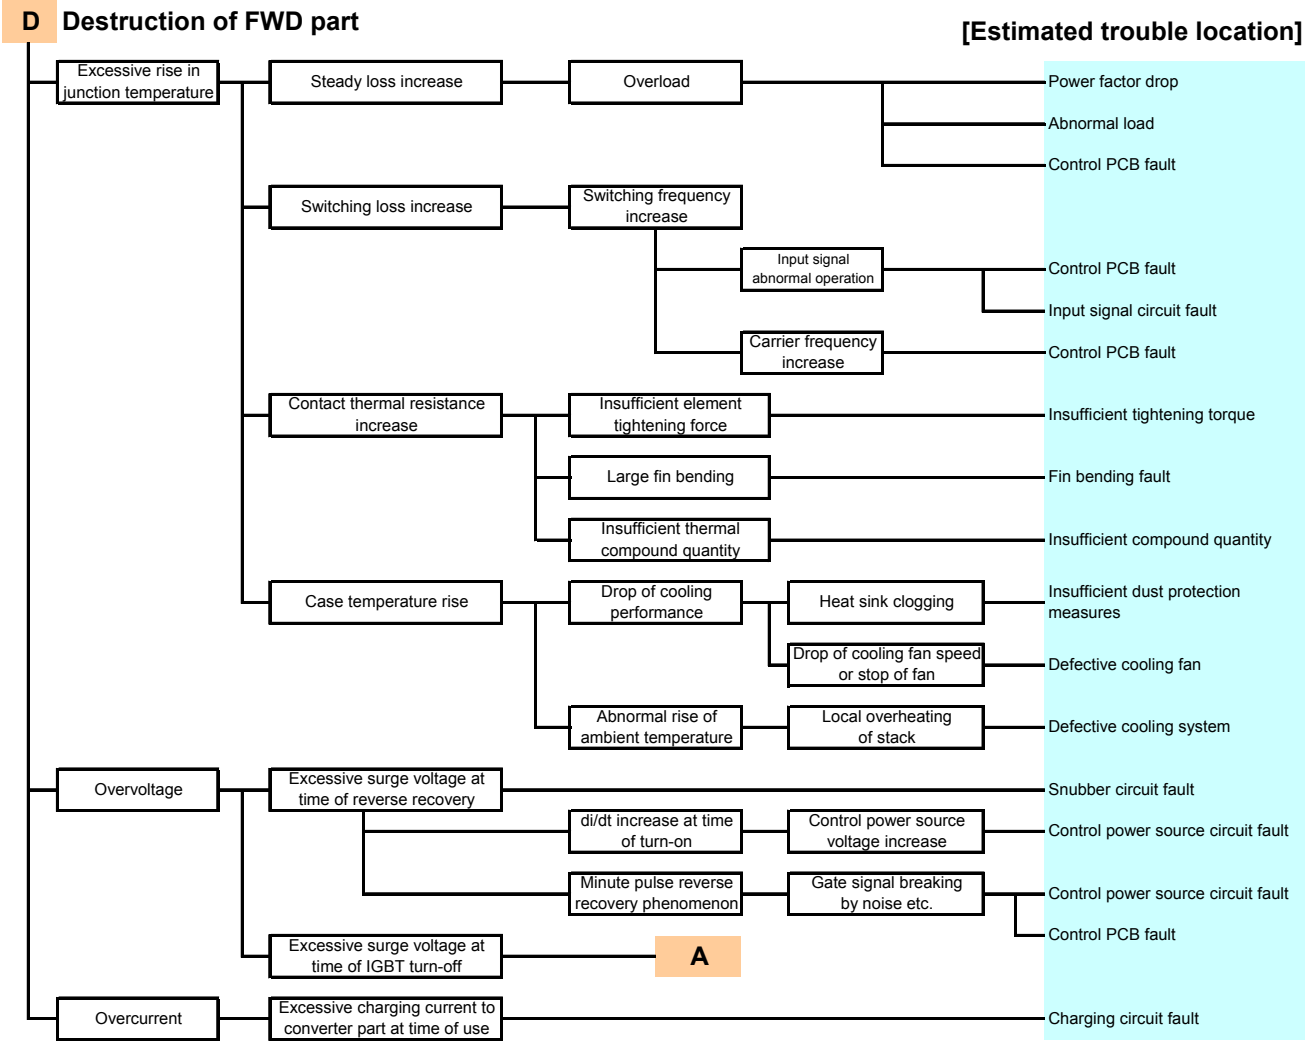 D Destruction of FWD part
[Estimated trouble location]
Excessive rise in
junction temperature
Steady loss increase
Overload
Power factor drop
Abnormal load
Control PCB fault
Switching loss increase
Switching frequency
increase
Input signal
abnormal operation
Control PCB fault
Input signal circuit fault
Carrier frequency
increase
Control PCB fault
Contact thermal resistance
increase
Insufficient element
tightening force
Insufficient tightening torque
Large fin bending
Fin bending fault
Insufficient thermal
compound quantity
Insufficient compound quantity
Case temperature rise
Drop of cooling
performance
Heat sink clogging
Insufficient dust protection
measures
Drop of cooling fan speed
or stop of fan
Defective cooling fan
Abnormal rise of
ambient temperature
Local overheating
of stack
Defective cooling system
Overvoltage
Excessive surge voltage at
time of reverse recovery
Snubber circuit fault
di/dt increase at time
of turn-on
Control power source
voltage increase
Control power source circuit fault
Minute pulse reverse
recovery phenomenon
Gate signal breaking
by noise etc.
Control power source circuit fault
Control PCB fault
Excessive surge voltage at
time of IGBT turn-off
A
Overcurrent
Excessive charging current to
converter part at time of use
Charging circuit fault